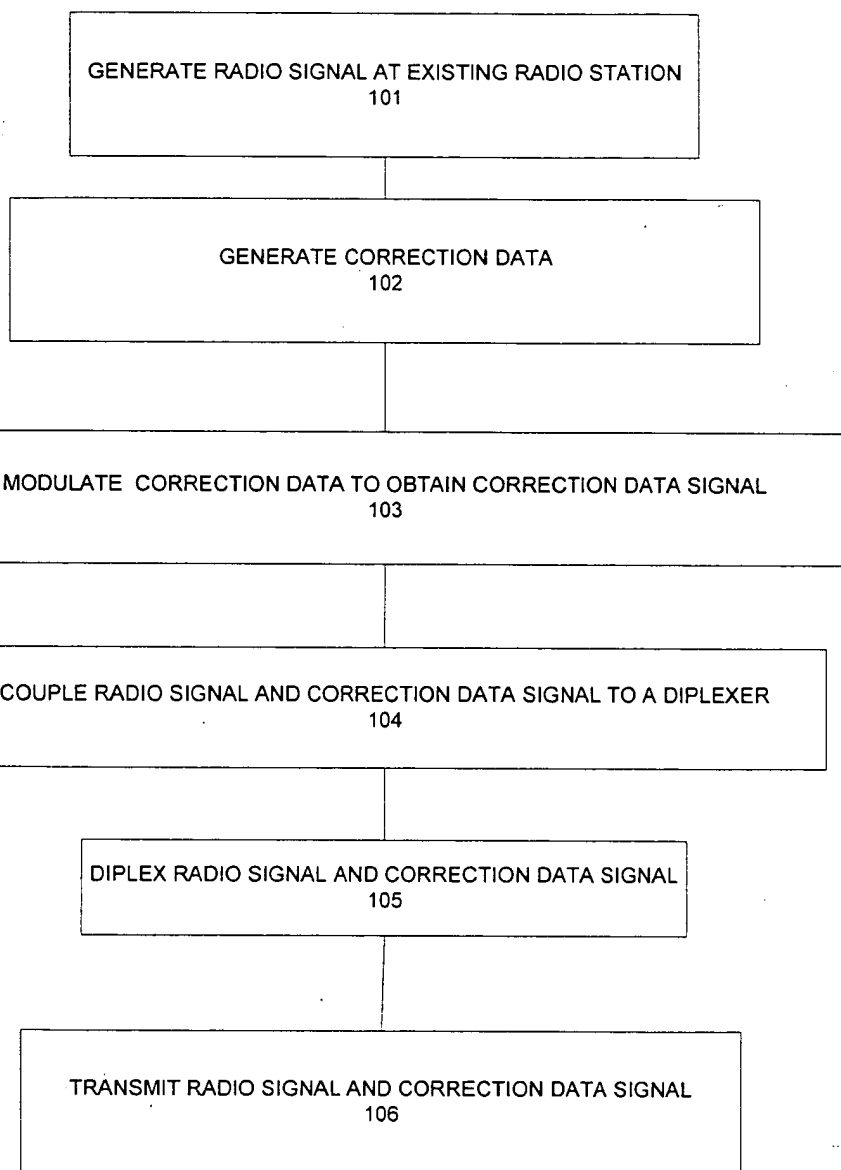 GENERATE RADIO SIGNAL AT EXISTING RADIO STATION
101
GENERATE CORRECTION DATA
102
MODULATE CORRECTION DATA TO OBTAIN CORRECTION DATA SIGNAL
103
COUPLE RADIO SIGNAL AND CORRECTION DATA SIGNAL TO A DIPLEXER
104
DIPLEX RADIO SIGNAL AND CORRECTION DATA SIGNAL
105
TRANSMIT RADIO SIGNAL AND CORRECTION DATA SIGNAL
106